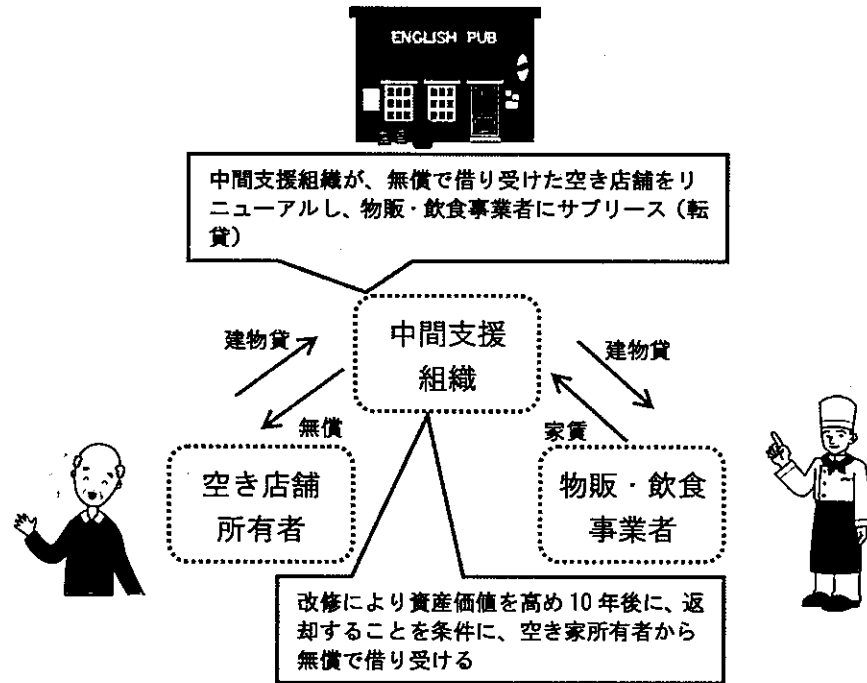 ENGLISH PUB
中間支援組織が、無償で借り受けた空き店舗をリ
ニューアルし、物販・飲食事業者にサブリース（転
貸）
建物貸
中間支援
組織
建物貸
無償
家賃
空き店舗
所有者
物販・飲食
事業者
改修により資産価値を高め 10 年後に、返
却することを条件に、空き家所有者から
無償で借り受ける